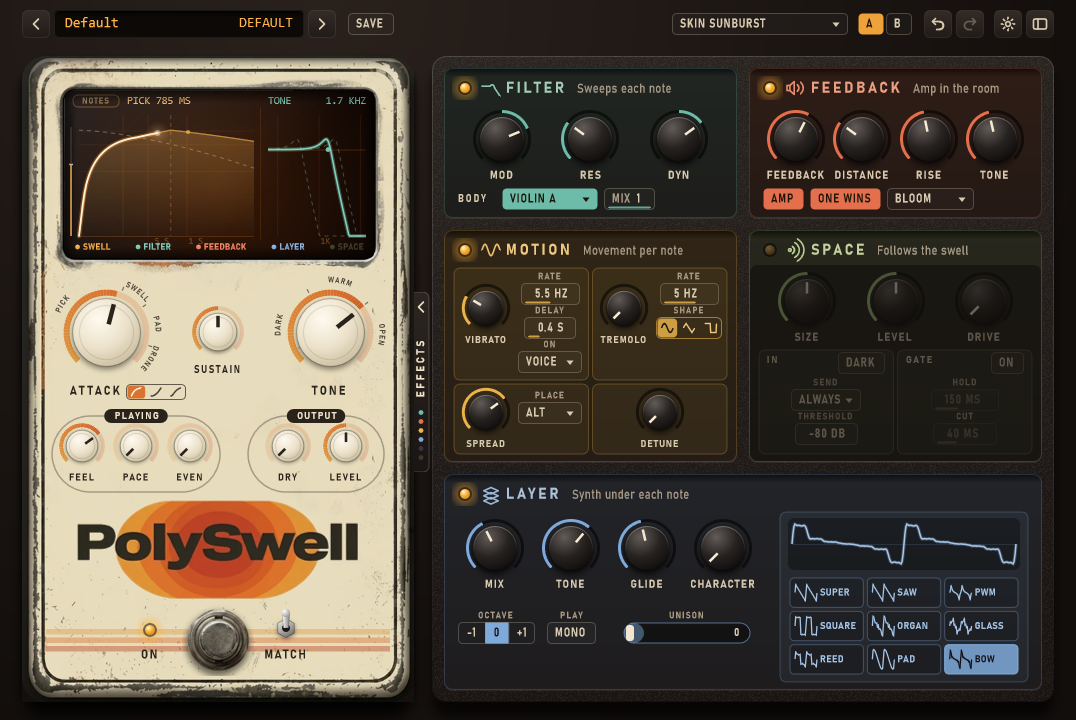 Default DEFAULT
SAVE
SKIN SUNBURST
A B
NOTES PICK 785 MS TONE 1.7 KHZ
1K
SWELL FILTER FEEDBACK LAYER SPACE
PICK SWELL PAD DRONE
DARK WARM OPEN
SUSTAIN
ATTACK
TONE
PLAYING
FEEL PACE EVEN
OUTPUT
DRY LEVEL
PolySwell
ON MATCH
EFFECTS
FILTER Sweeps each note
MOD RES DYN
BODY VIOLIN A MIX 1
FEEDBACK Amp in the room
FEEDBACK DISTANCE RISE TONE
AMP ONE WINS BLOOM
MOTION Movement per note
VIBRATO
RATE
5.5 HZ
DELAY
0.4 S
ON
VOICE
TREMOLO
RATE
5 HZ
SHAPE
SPREAD
PLACE
ALT
DETUNE
SPACE Follows the swell
SIZE LEVEL DRIVE
IN DARK
SEND
ALWAYS
THRESHOLD
-80 DB
GATE ON
HOLD
150 MS
CUT
40 MS
LAYER Synth under each note
MIX TONE GLIDE CHARACTER
OCTAVE
-1 0 +1
PLAY
MONO
UNISON
0
SUPER SAW PWM
SQUARE ORGAN GLASS
REED PAD BOW